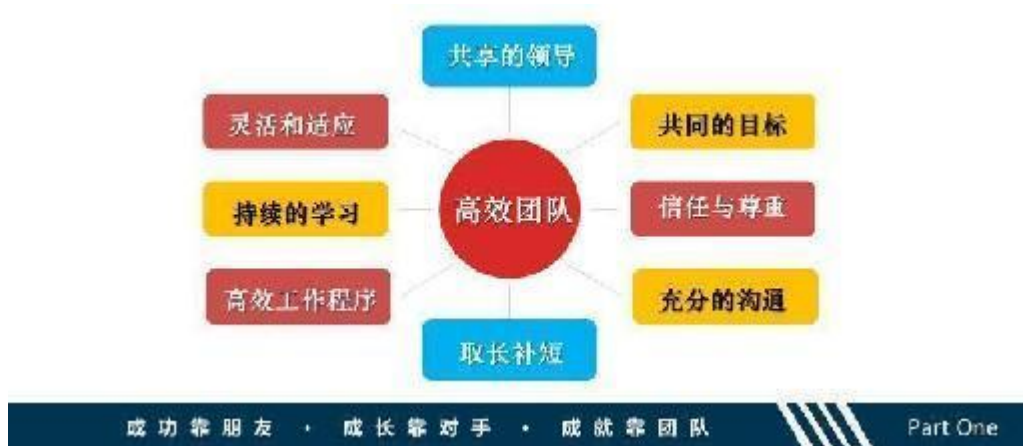 共享的领导
灵活和适应
共同的目标
持续的学习
高效团队
信任与尊重
高效工作程序
充分的沟通
取长补短
成功靠朋友 · 成长靠对手 · 成就靠团队
Part One